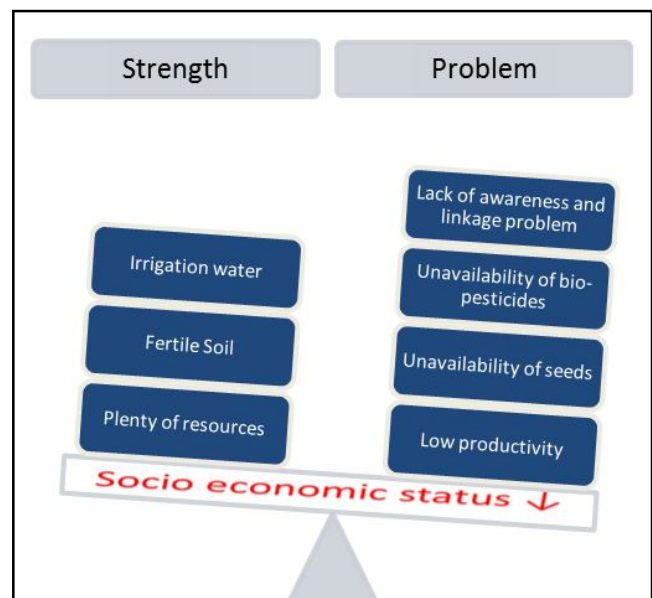 Strength
Problem
Irrigation water
Fertile Soil
Plenty of resources
Lack of awareness and
linkage problem
Unavailability of bio-
pesticides
Unavailability of seeds
Low productivity
Socio economic status ↓